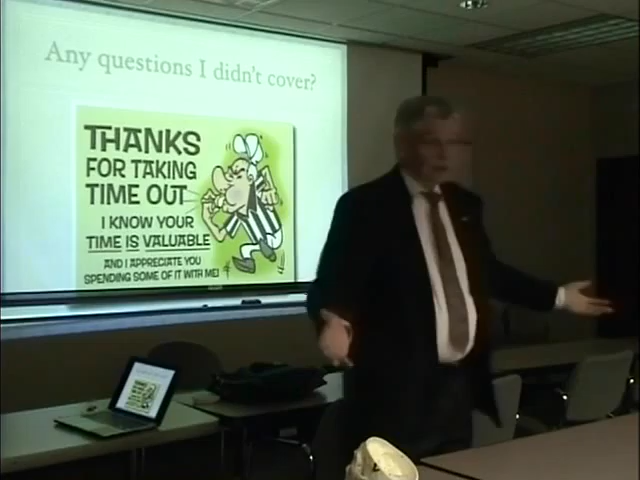 Any questions I didn't cover?
THANKS
FOR TAKING
TIME OUT
I KNOW YOUR
TIME IS VALUABLE
AND I APPRECIATE YOU
SPENDING SOME OF IT WITH ME!